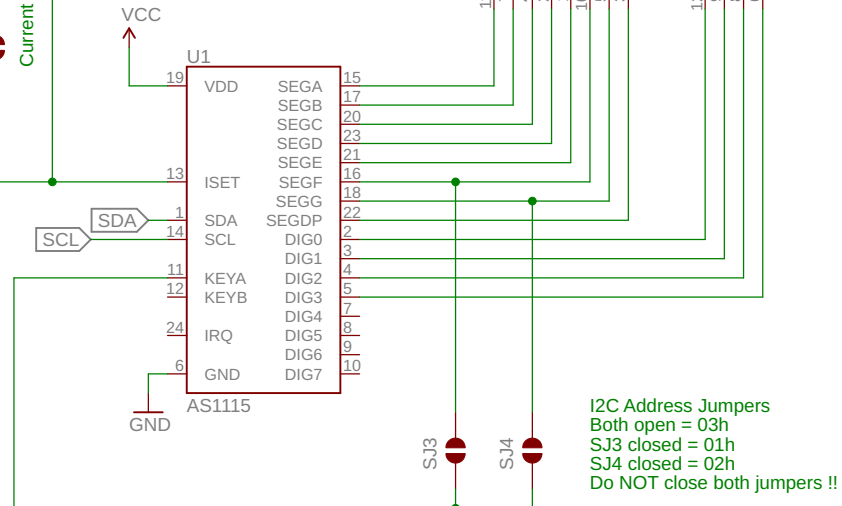 VCC
Current
U1
19 VDD SEGA 15
SEGB 17
SEGC 20
SEGD 23
SEGE 21
13 ISET SEGF 16
SEGG 18
SDA 1 SDA SEGDP 22
SCL 14 SCL DIG0 2
DIG1 3
11 KEYA DIG2 4
12 KEYB DIG3 5
DIG4 7
24 IRQ DIG5 8
DIG6 9
6 GND DIG7 10
AS1115
GND
SJ3
SJ4
I2C Address Jumpers
Both open = 03h
SJ3 closed = 01h
SJ4 closed = 02h
Do NOT close both jumpers !!